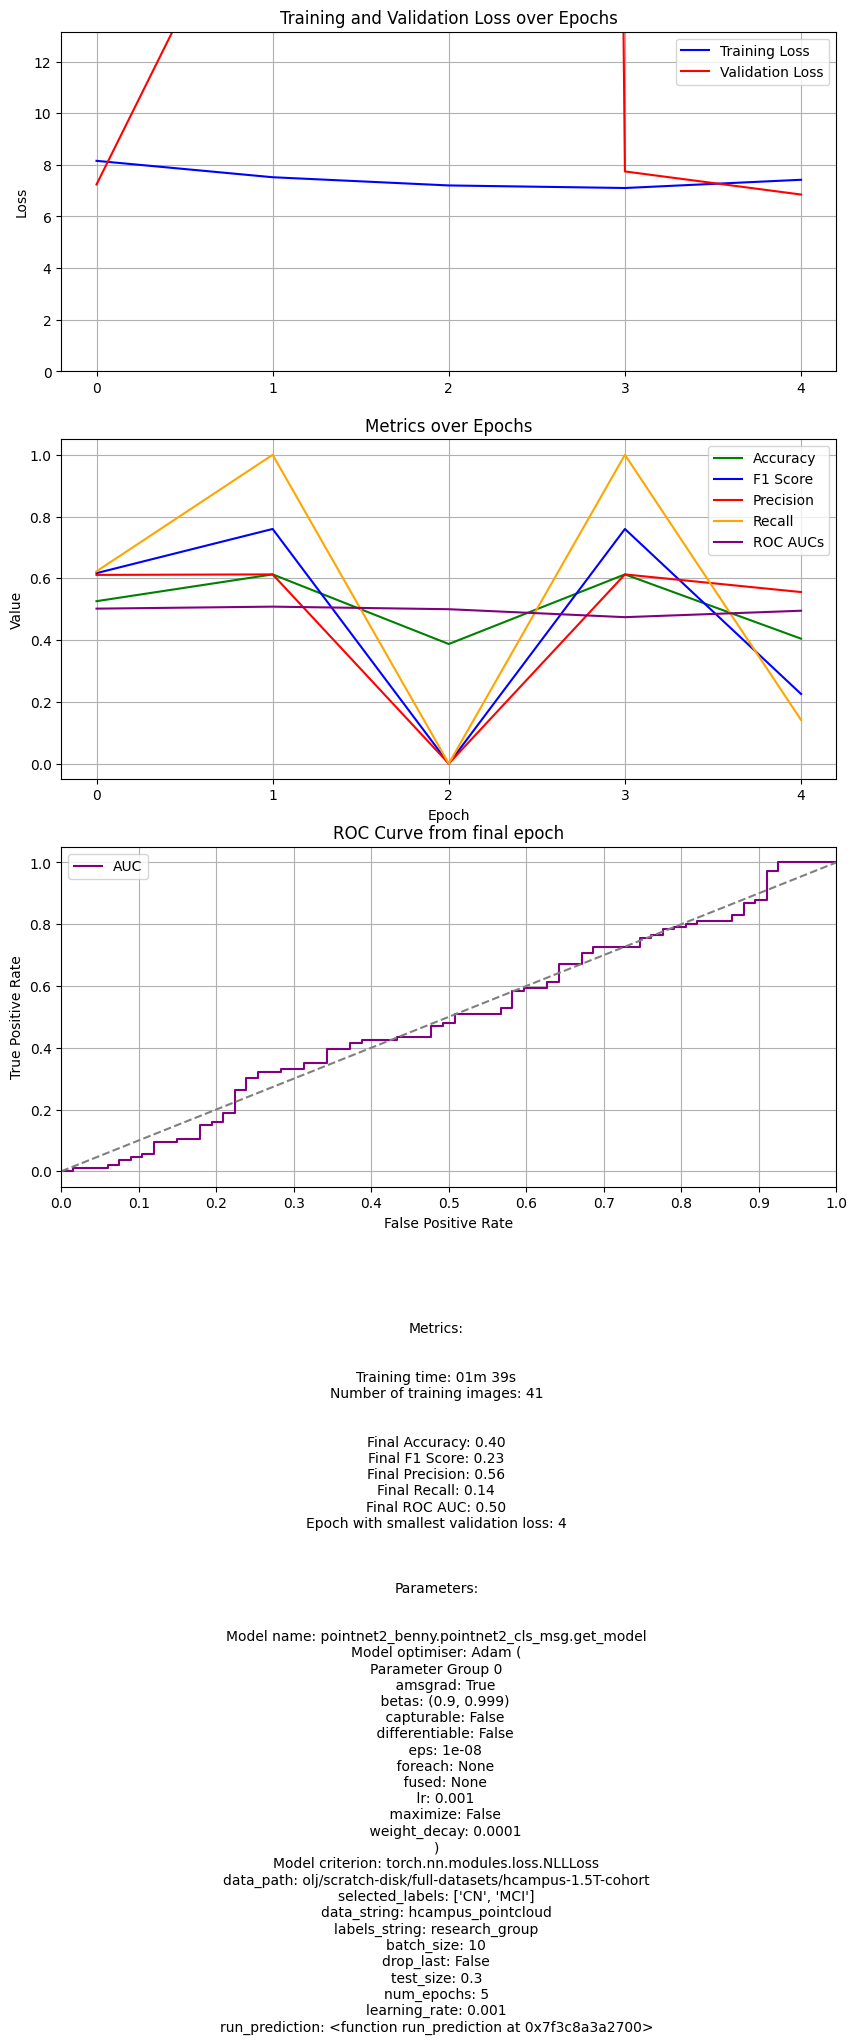 Training and Validation Loss over Epochs
12
10
8
6
4
2
0
Loss
Training Loss
Validation Loss
0 1 2 3 4
Metrics over Epochs
1.0
0.8
0.6
0.4
0.2
0.0
Value
Accuracy
F1 Score
Precision
Recall
ROC AUCs
0 1 2 3 4
Epoch
ROC Curve from final epoch
1.0
0.8
0.6
0.4
0.2
0.0
True Positive Rate
AUC
0.0 0.1 0.2 0.3 0.4 0.5 0.6 0.7 0.8 0.9 1.0
False Positive Rate
Metrics:
Training time: 01m 39s
Number of training images: 41
Final Accuracy: 0.40
Final F1 Score: 0.23
Final Precision: 0.56
Final Recall: 0.14
Final ROC AUC: 0.50
Epoch with smallest validation loss: 4
Parameters:
Model name: pointnet2_benny.pointnet2_cls_msg.get_model
Model optimiser: Adam (
Parameter Group 0
amsgrad: True
betas: (0.9, 0.999)
capturable: False
differentiable: False
eps: 1e-08
foreach: None
fused: None
lr: 0.001
maximize: False
weight_decay: 0.0001
)
Model criterion: torch.nn.modules.loss.NLLLoss
data_path: olj/scratch-disk/full-datasets/hcampus-1.5T-cohort
selected_labels: ['CN', 'MCI']
data_string: hcampus_pointcloud
labels_string: research_group
batch_size: 10
drop_last: False
test_size: 0.3
num_epochs: 5
learning_rate: 0.001
run_prediction: <function run_prediction at 0x7f3c8a3a2700>